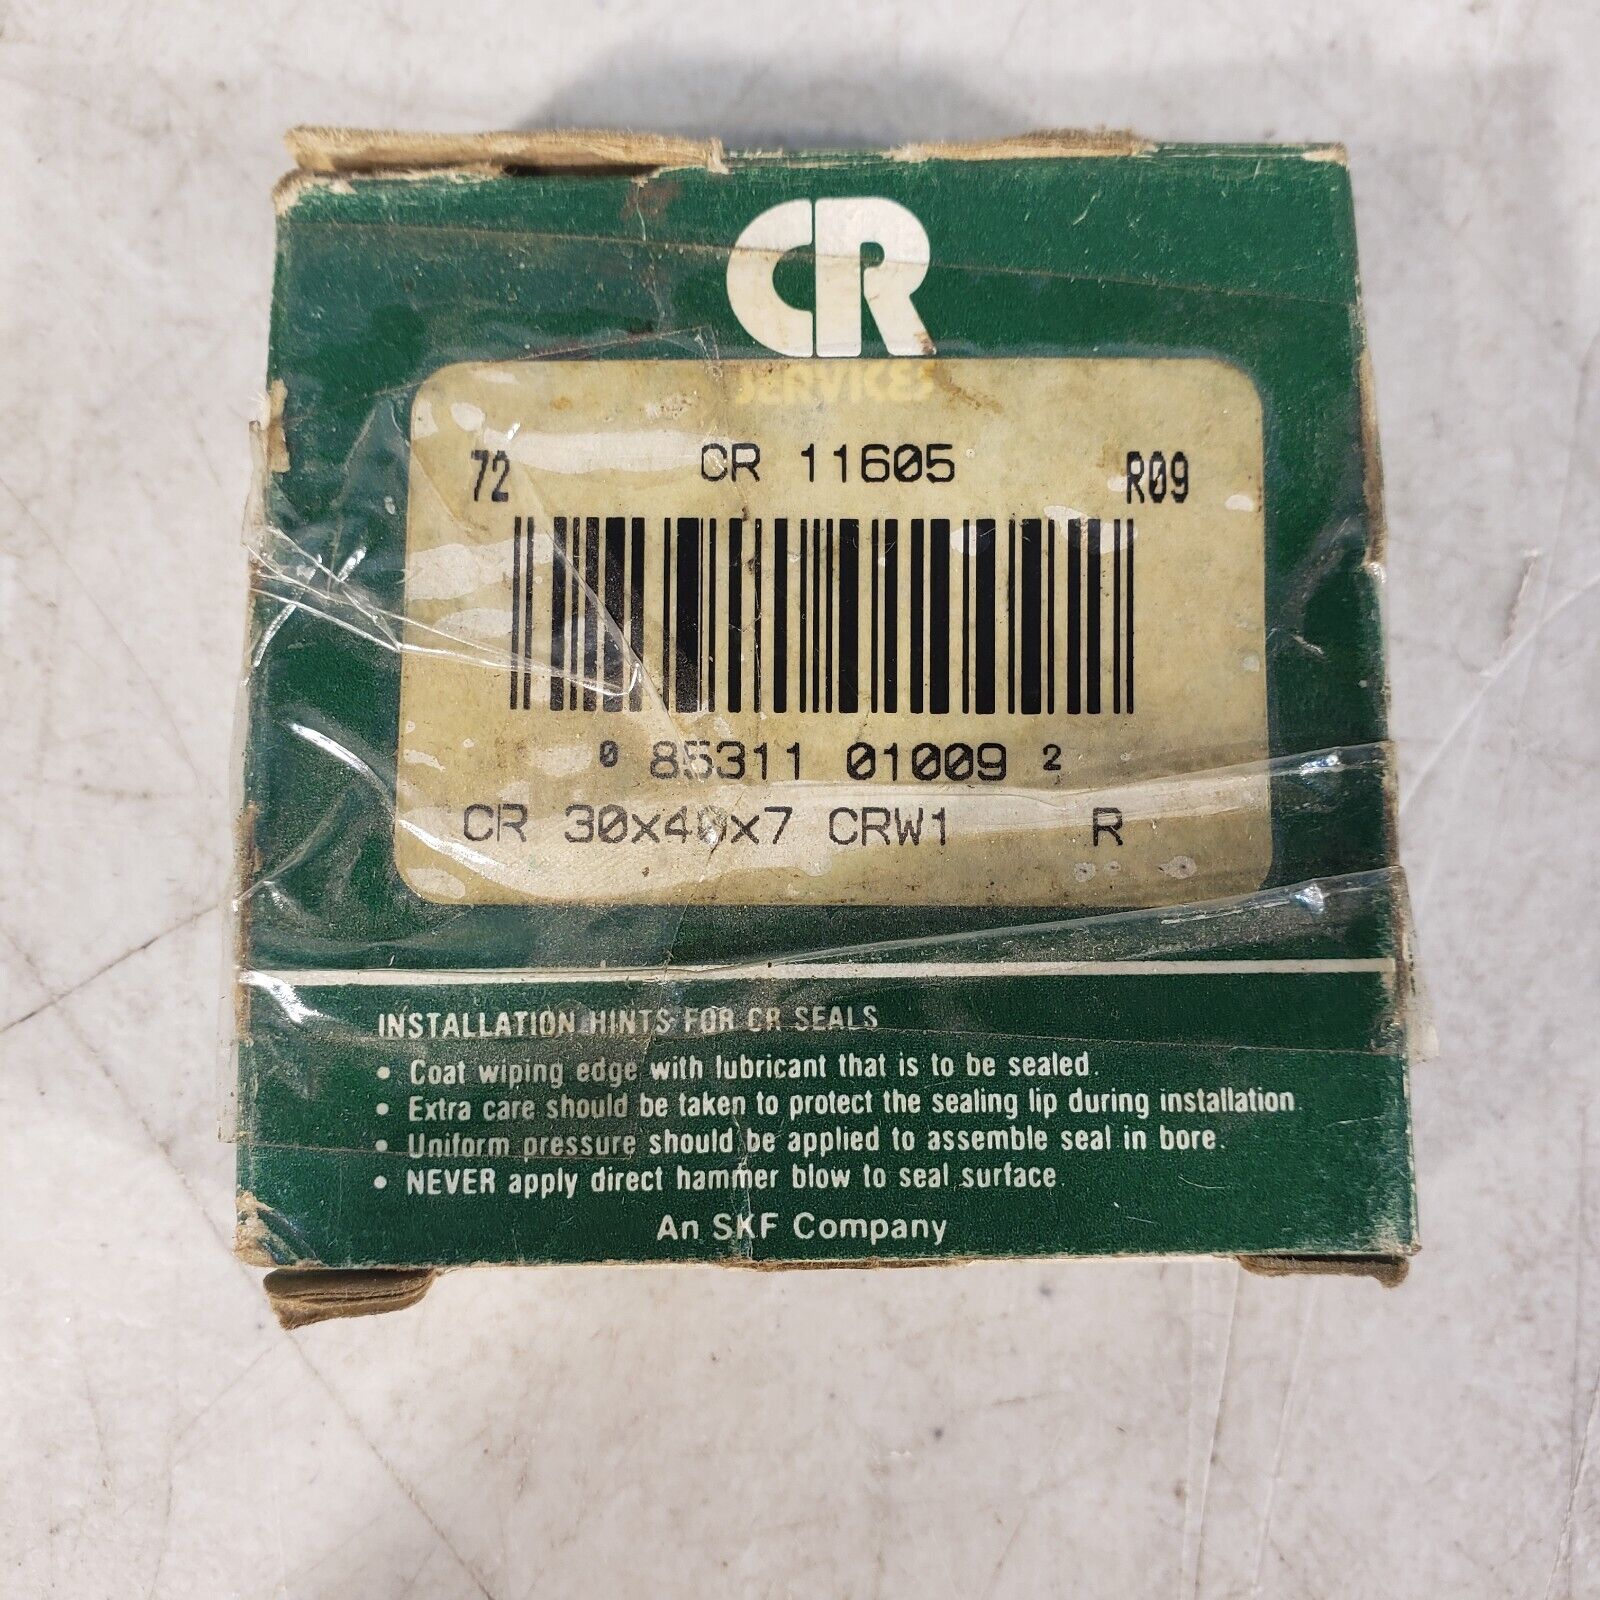 CR
SERVICES
72 CR 11605 R09
0 85311 01009 2
CR 30x40x7 CRW1 R
INSTALLATION HINTS FOR CR SEALS
• Coat wiping edge with lubricant that is to be sealed.
• Extra care should be taken to protect the sealing lip during installation.
• Uniform pressure should be applied to assemble seal in bore.
• NEVER apply direct hammer blow to seal surface.
An SKF Company